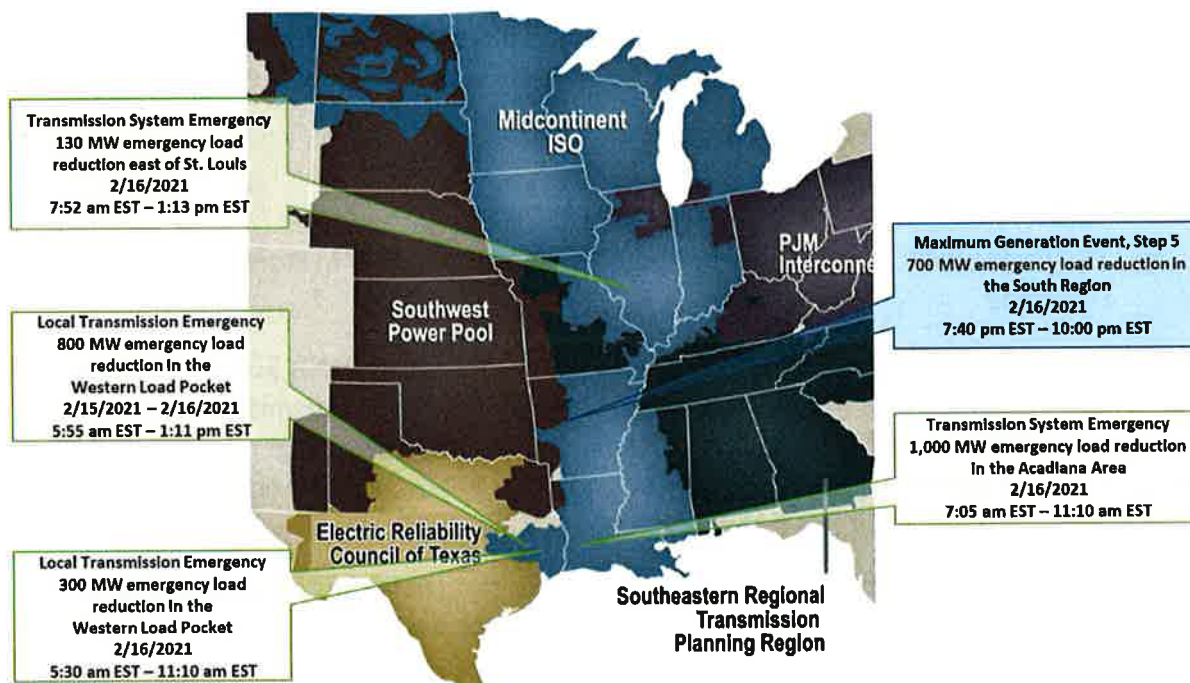 Transmission System Emergency
130 MW emergency load
reduction east of St. Louis
2/16/2021
7:52 am EST – 1:13 pm EST
Local Transmission Emergency
800 MW emergency load
reduction in the
Western Load Pocket
2/15/2021 – 2/16/2021
5:55 am EST – 1:11 pm EST
Local Transmission Emergency
300 MW emergency load
reduction in the
Western Load Pocket
2/16/2021
5:30 am EST – 11:10 am EST
Midcontinent
ISO
Southwest
Power Pool
Electric Reliability
Council of Texas
PJM
Interconne
Southeastern Regional
Transmission
Planning Region
Maximum Generation Event, Step 5
700 MW emergency load reduction in
the South Region
2/16/2021
7:40 pm EST – 10:00 pm EST
Transmission System Emergency
1,000 MW emergency load reduction
in the Acadiana Area
2/16/2021
7:05 am EST – 11:10 am EST